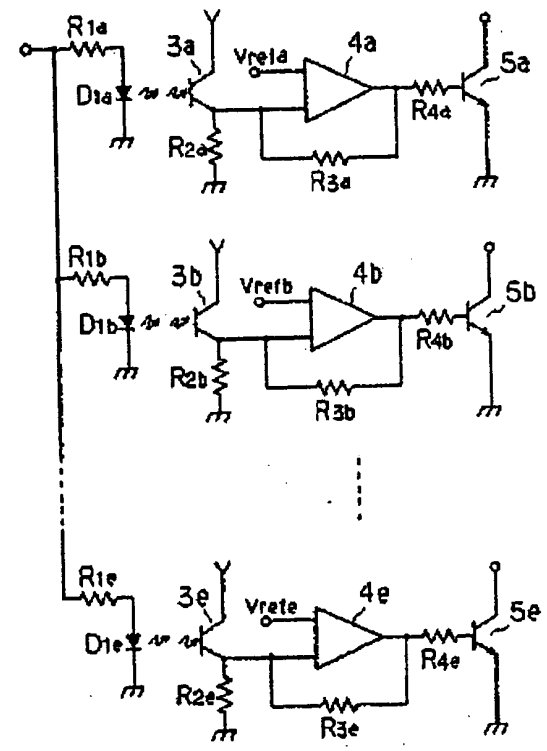 R1a
3a
Vrefa
4a
5a
D1a
R2a
R3a
R4a
R1b
3b
Vrefb
4b
5b
D1b
R2b
R3b
R4b
R1e
3e
Vrefe
4e
5e
D1e
R2e
R3e
R4e